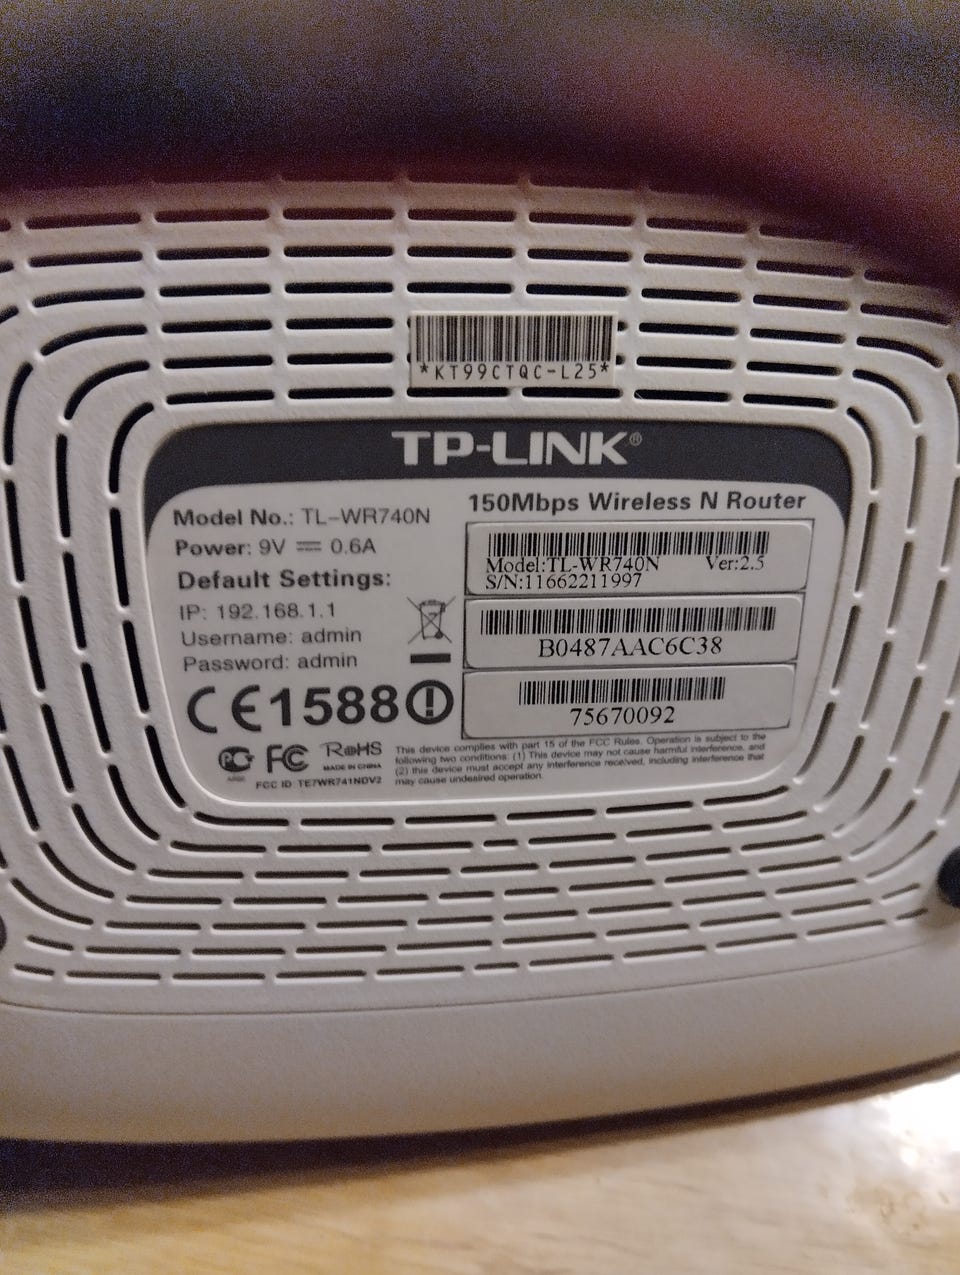 *KT99CTQC-L25*
TP-LINK®
150Mbps Wireless N Router
Model No.: TL-WR740N
Power: 9V ⎓ 0.6A
Default Settings:
IP: 192.168.1.1
Username: admin
Password: admin
CE1588
Model:TL-WR740N Ver:2.5
S/N:11662211997
B0487AAC6C38
75670092
PC FC RoHS
MADE IN CHINA
FCC ID TE7WR741NDV2
This device complies with part 15 of the FCC Rules. Operation is subject to the
following two conditions: (1) This device may not cause harmful interference, and
(2) this device must accept any interference received, including interference that
may cause undesired operation.